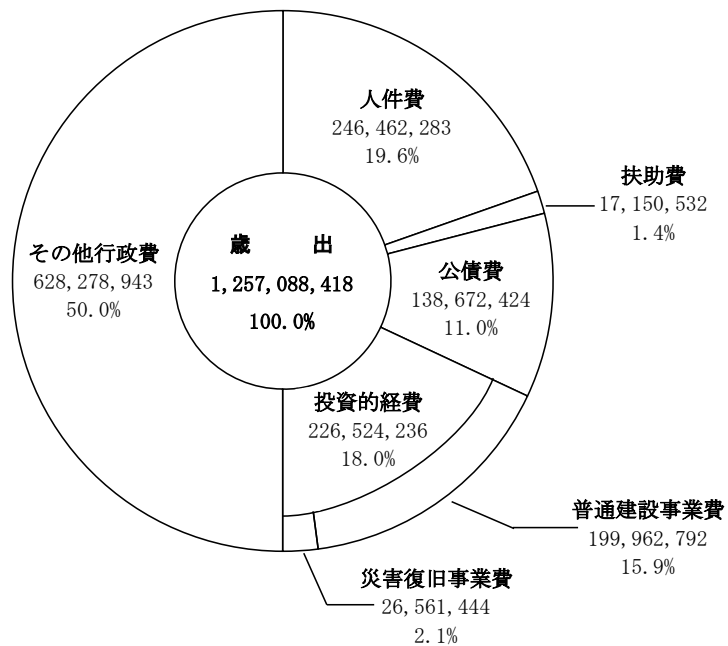 人件費
246,462,283
19.6%
扶助費
17,150,532
1.4%
公債費
138,672,424
11.0%
歳 出
1,257,088,418
100.0%
その他行政費
628,278,943
50.0%
投資的経費
226,524,236
18.0%
普通建設事業費
199,962,792
15.9%
災害復旧事業費
26,561,444
2.1%